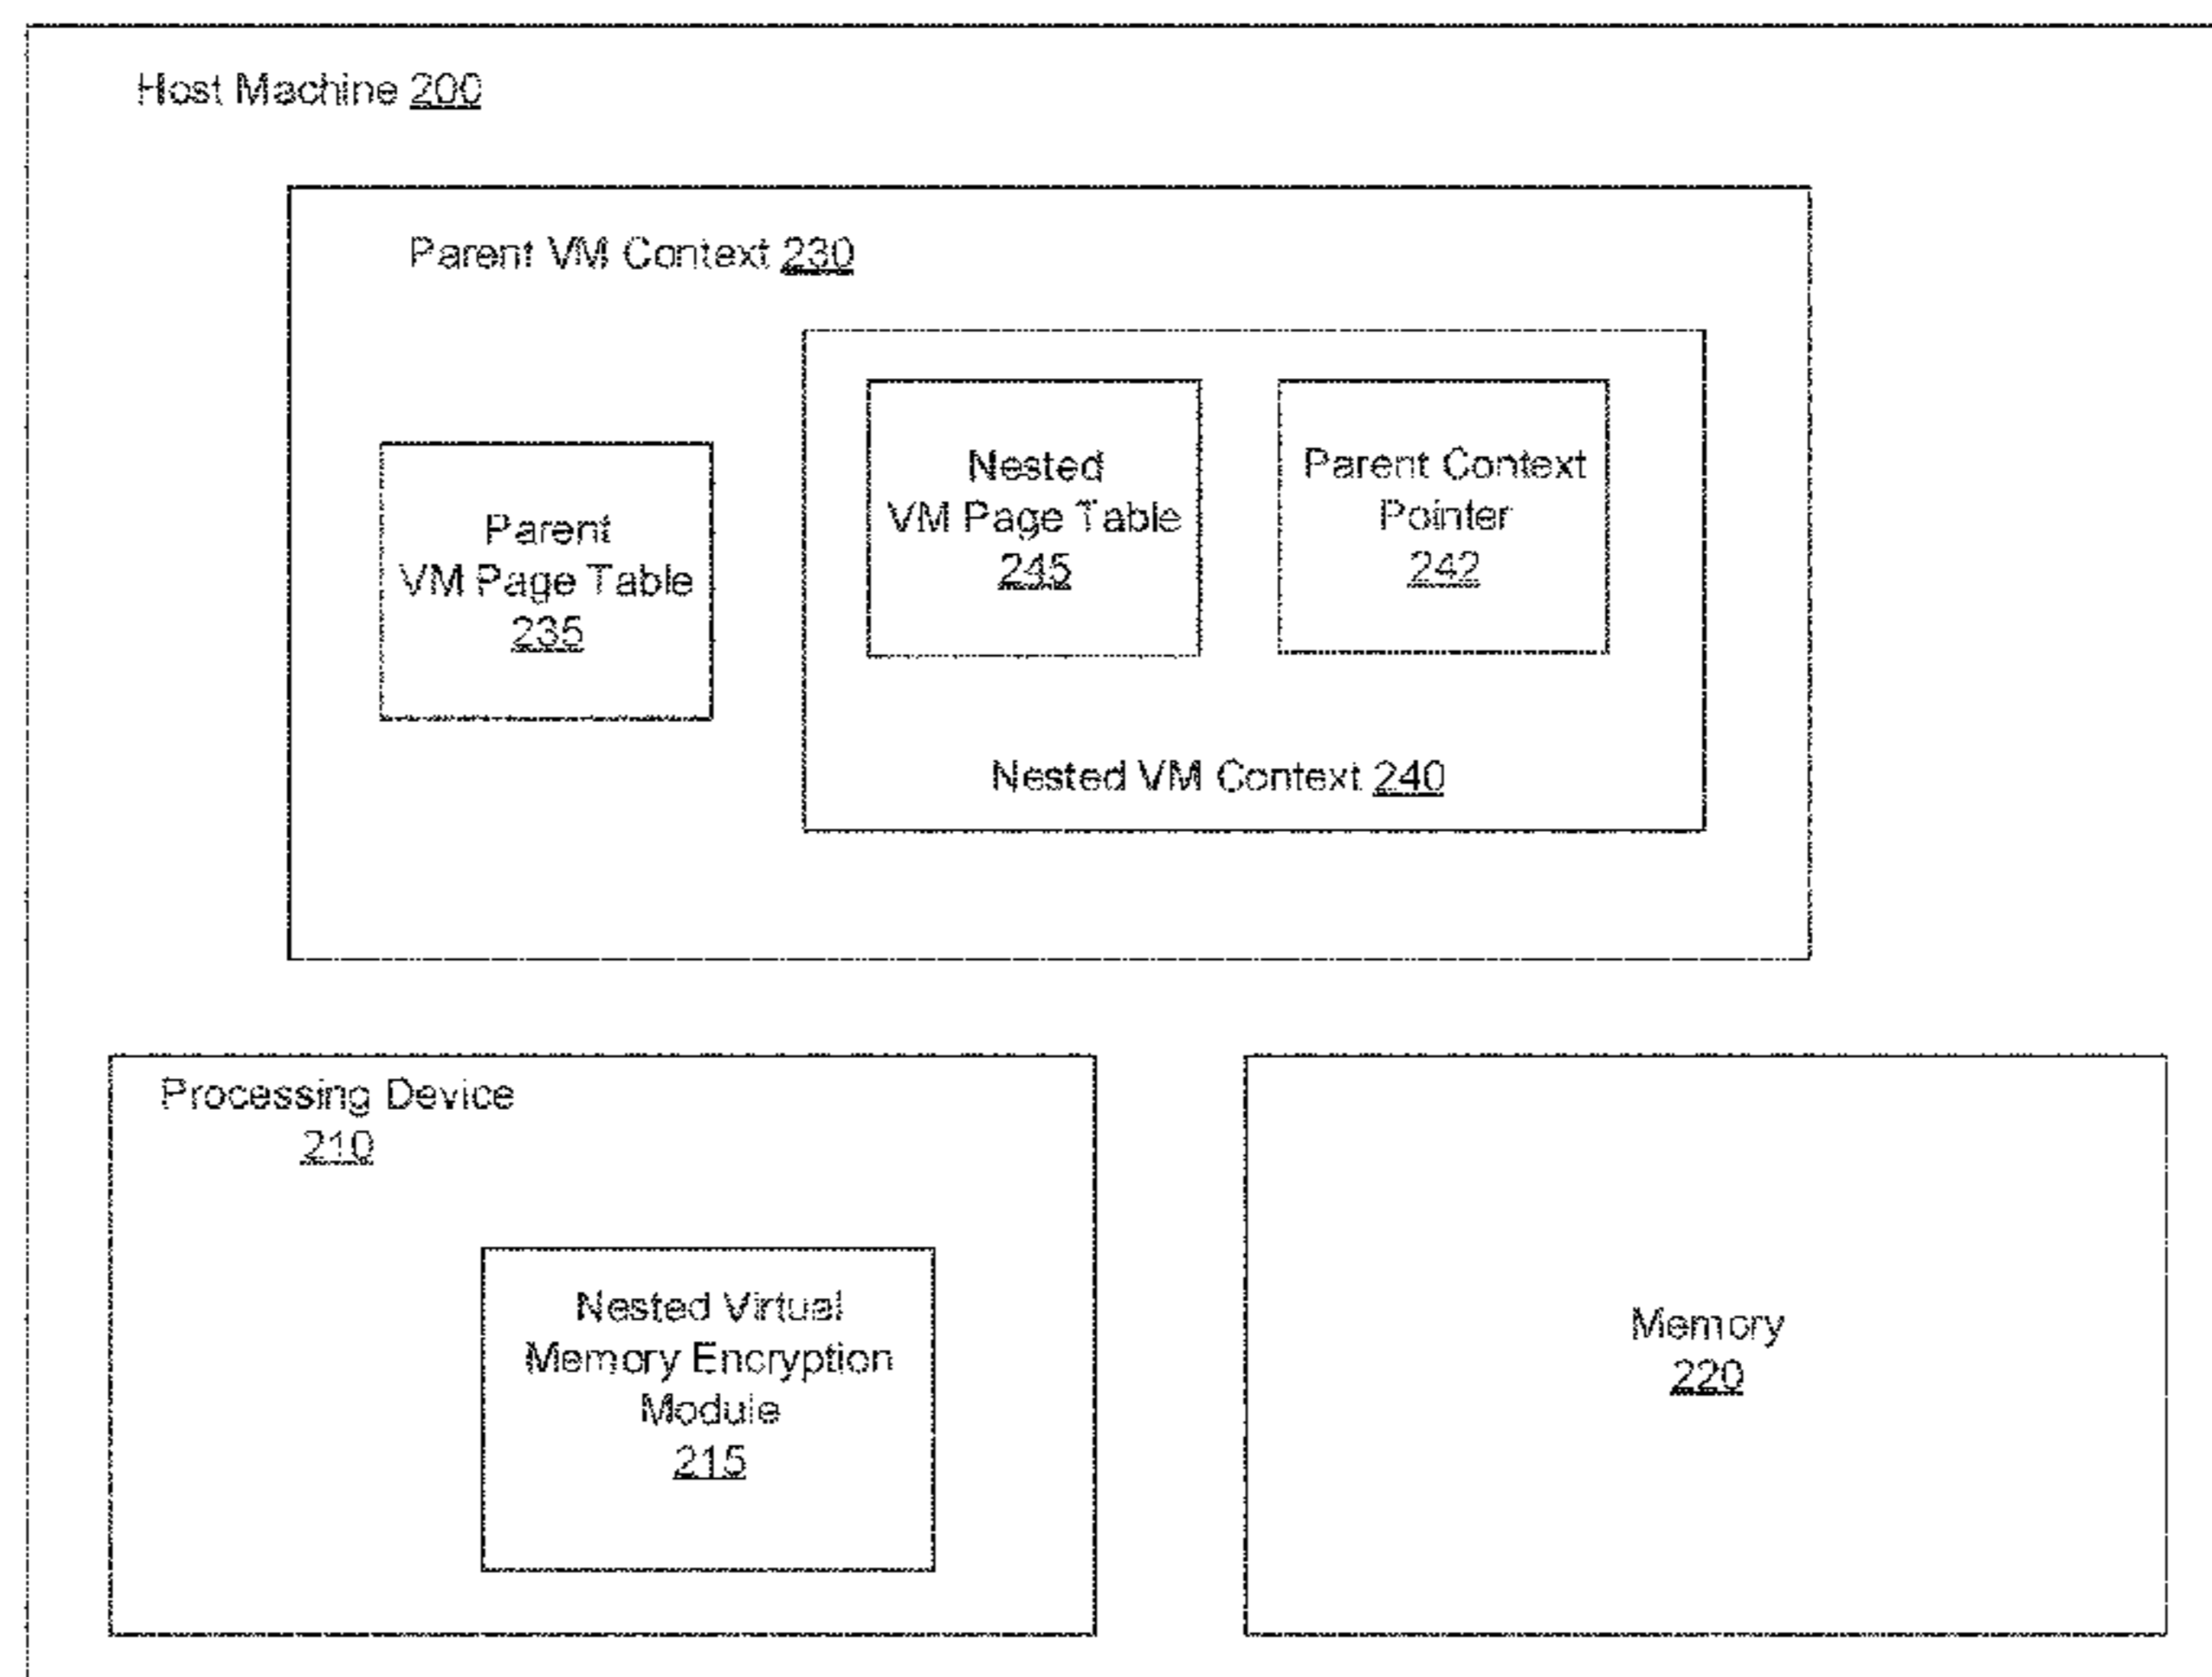 Host Machine 200
Parent VM Context 230
Parent
VM Page Table
235
Nested
VM Page Table
245
Parent Context
Pointer
242
Nested VM Context 240
Processing Device
210
Nested Virtual
Memory Encryption
Module
215
Memory
220